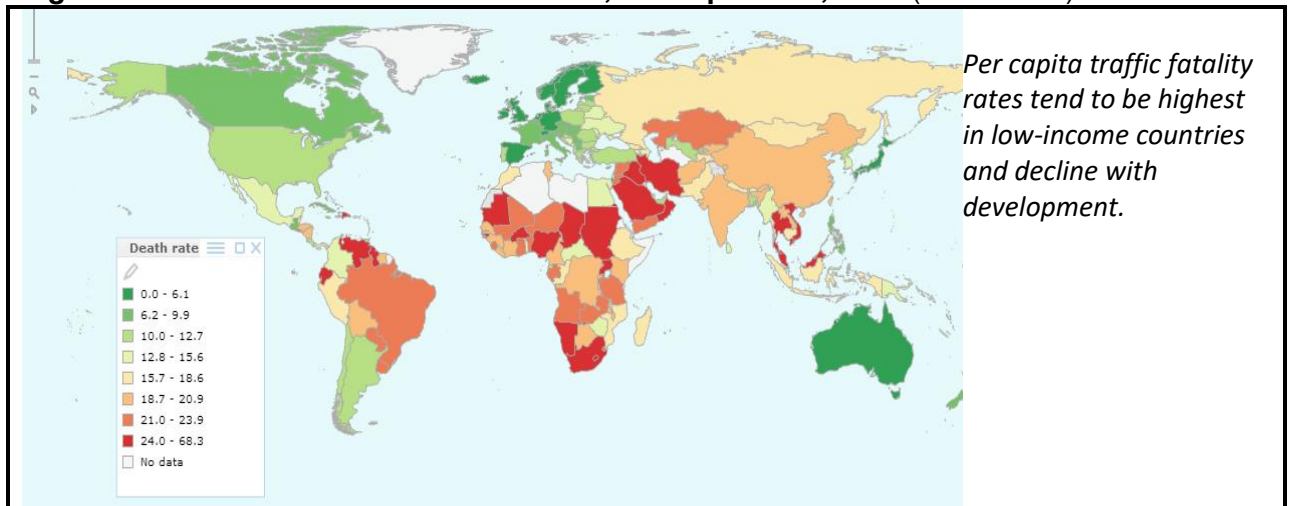 Per capita traffic fatality
rates tend to be highest
in low-income countries
and decline with
development.
Death rate
0.0 - 6.1
6.2 - 9.9
10.0 - 12.7
12.8 - 15.6
15.7 - 18.6
18.7 - 20.9
21.0 - 23.9
24.0 - 68.3
No data